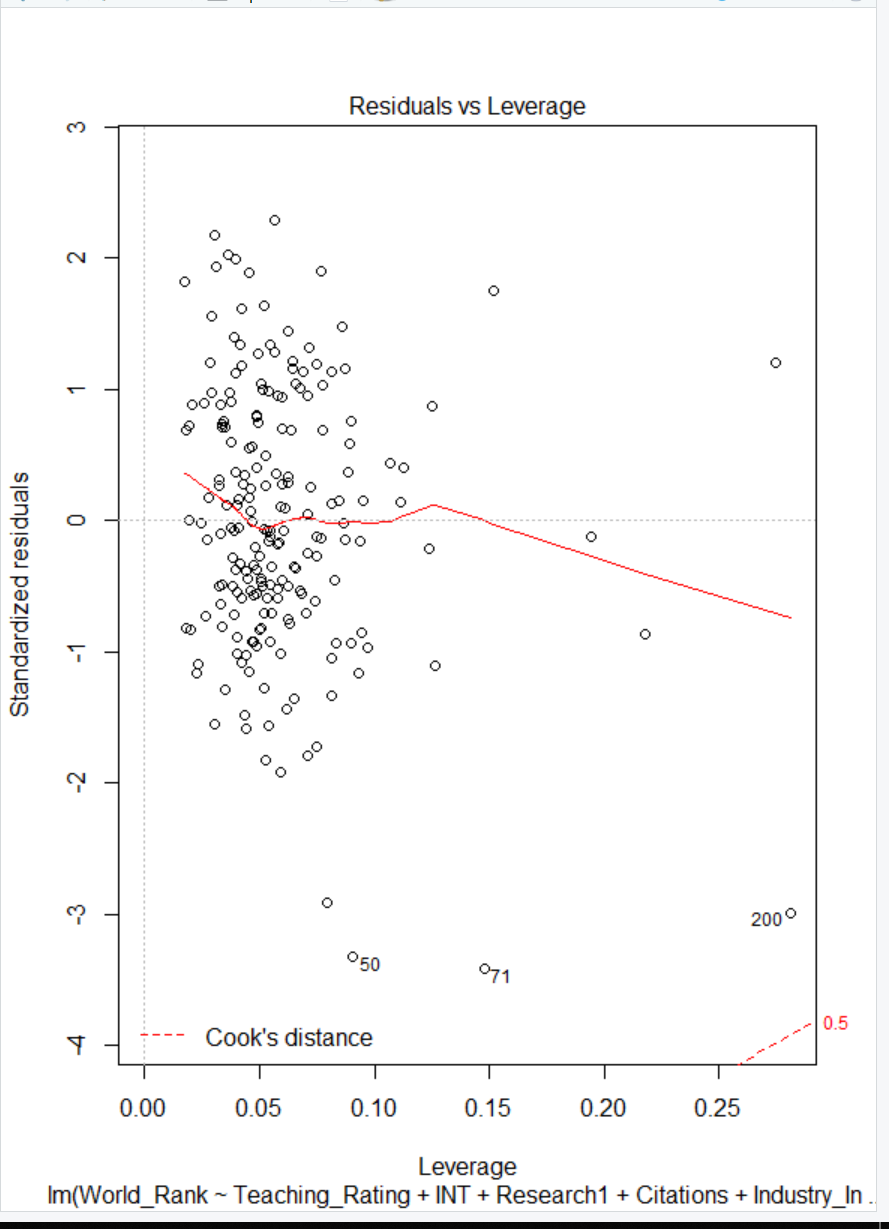 Residuals vs Leverage
3
2
1
0
-1
-2
-3
-4
Standardized residuals
200
50
71
0.5
Cook's distance
0.00 0.05 0.10 0.15 0.20 0.25
Leverage
lm(World_Rank ~ Teaching_Rating + INT + Research1 + Citations + Industry_In ..